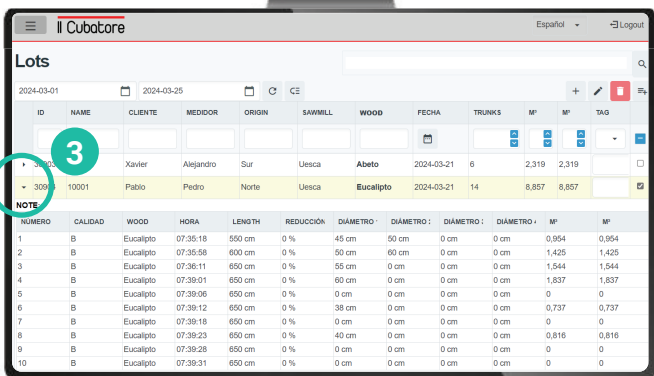 Il Cubatore Español Logout
Lots
2024-03-01 2024-03-25
ID NAME CLIENTE MEDIDOR ORIGIN SAWMILL WOOD FECHA TRUNKS M³ M³ TAG
3
Xavier Alejandro Sur Uesca Abeto 2024-03-21 6 2,319 2,319
10001 Pablo Pedro Norte Uesca Eucalipto 2024-03-21 14 8,857 8,857
NOTE:
NÚMERO CALIDAD WOOD HORA LENGTH REDUCCIÓN DIÁMETRO DIÁMETRO DIÁMETRO DIÁMETRO M³ M³
1 B Eucalipto 07:35:18 550 cm 0 % 45 cm 50 cm 0 cm 0 cm 0,954 0,954
2 B Eucalipto 07:35:58 600 cm 0 % 50 cm 60 cm 0 cm 0 cm 1,425 1,425
3 B Eucalipto 07:36:11 650 cm 0 % 55 cm 0 cm 0 cm 0 cm 1,544 1,544
4 B Eucalipto 07:39:01 650 cm 0 % 60 cm 0 cm 0 cm 0 cm 1,837 1,837
5 B Eucalipto 07:39:06 650 cm 0 % 0 cm 0 cm 0 cm 0 cm 0 0
6 B Eucalipto 07:39:12 650 cm 0 % 38 cm 0 cm 0 cm 0 cm 0,737 0,737
7 B Eucalipto 07:39:18 650 cm 0 % 0 cm 0 cm 0 cm 0 cm 0 0
8 B Eucalipto 07:39:23 650 cm 0 % 40 cm 0 cm 0 cm 0 cm 0,816 0,816
9 B Eucalipto 07:39:28 650 cm 0 % 0 cm 0 cm 0 cm 0 cm 0 0
10 B Eucalipto 07:39:31 650 cm 0 % 0 cm 0 cm 0 cm 0 cm 0 0